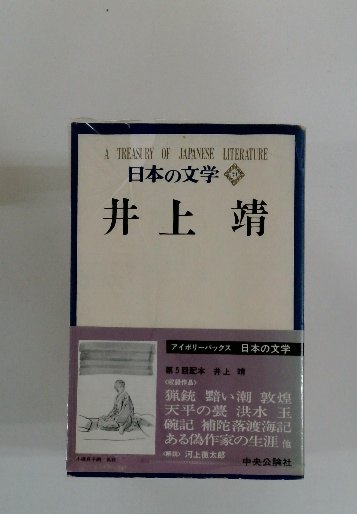 A TREASURY OF JAPANESE LITERATURE
日本の文学
井上 靖
アイボリーバックス 日本の文学
第5回配本 井上 靖
〈収録作品〉
猟銃 黯い潮 敦煌
天平の甍 洪水 玉
碗記 補陀落渡海記
ある偽作家の生涯 他
〈解説〉河上徹太郎
中央公論社